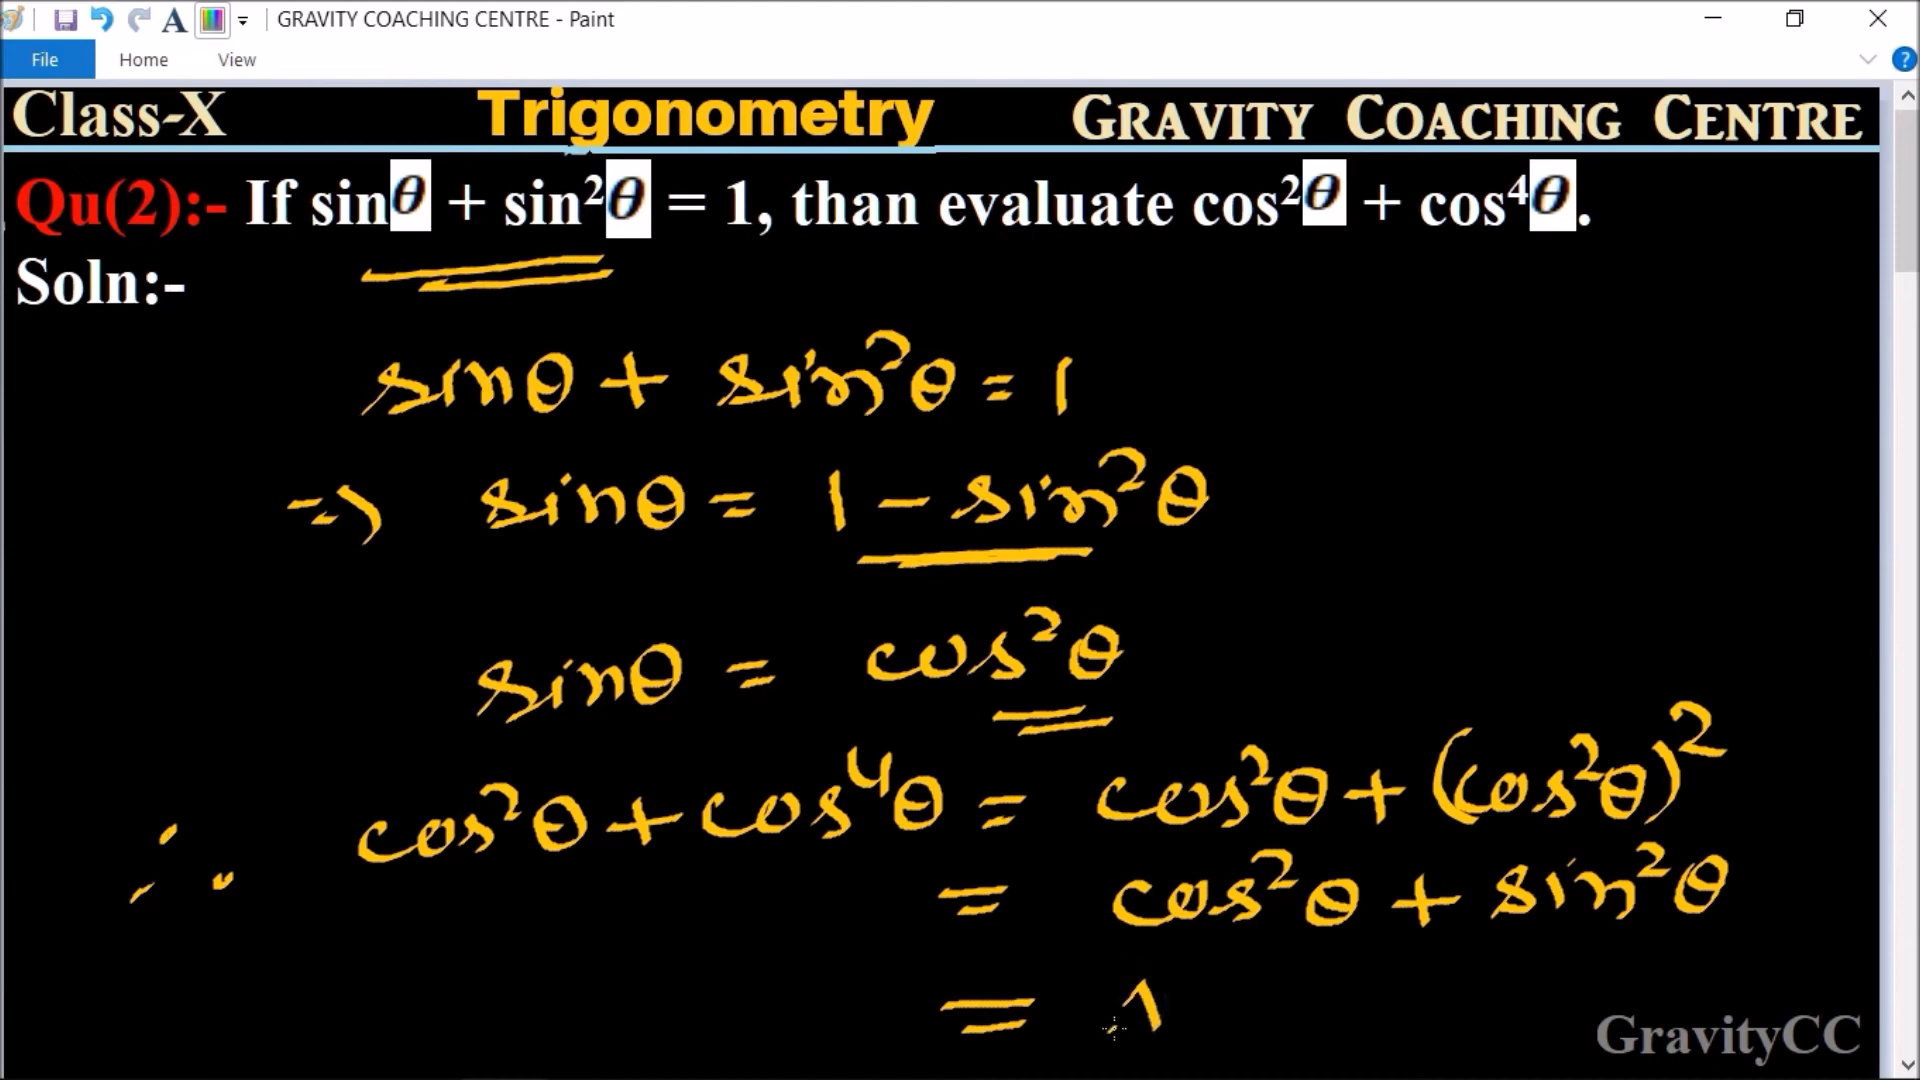 GRAVITY COACHING CENTRE - Paint
File Home View
Class-X Trigonometry GRAVITY COACHING CENTRE
Qu(2):- If sinθ + sin²θ = 1, than evaluate cos²θ + cos⁴θ.
Soln:-
sinθ + sin²θ = 1
=> sinθ = 1 - sin²θ
sinθ = cos²θ
∴ cos²θ + cos⁴θ = cos²θ + (cos²θ)²
= cos²θ + sin²θ
= 1
GravityCC